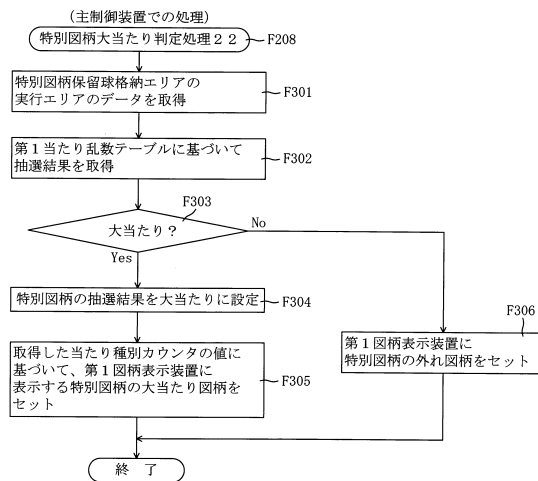 (主制御装置での処理)
特別図柄大当たり判定処理22
F208
特別図柄保留球格納エリアの
実行エリアのデータを取得
F301
第1当たり乱数テーブルに基づいて
抽選結果を取得
F302
F303
大当たり?
No
Yes
特別図柄の抽選結果を大当たりに設定
F304
F306
第1図柄表示装置に
特別図柄の外れ図柄をセット
取得した当たり種別カウンタの値に
基づいて、第1図柄表示装置に
表示する特別図柄の大当たり図柄を
セット
F305
終 了